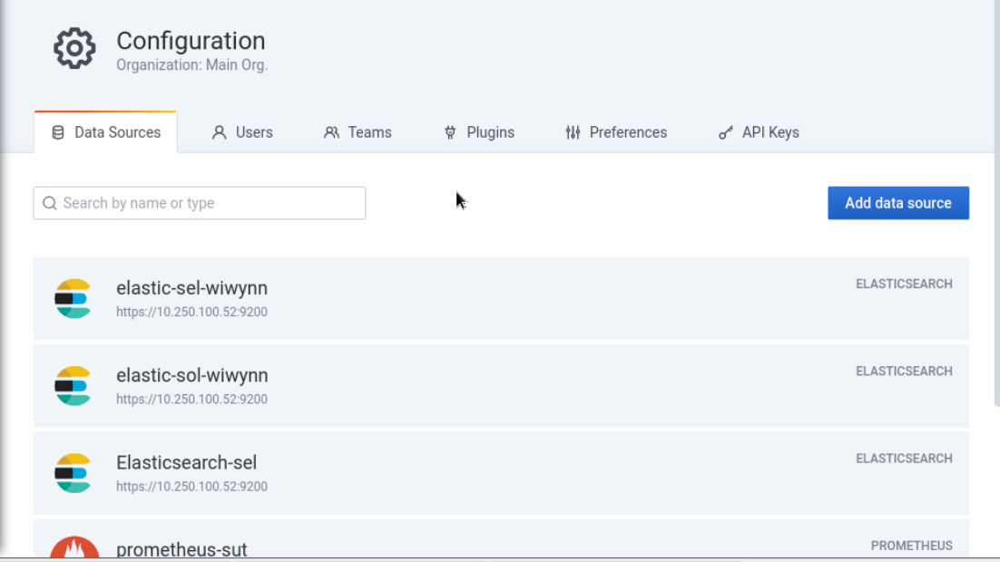 Configuration
Organization: Main Org.
Data Sources Users Teams Plugins Preferences API Keys
Search by name or type Add data source
elastic-sel-wiwynn ELASTICSEARCH
https://10.250.100.52:9200
elastic-sol-wiwynn ELASTICSEARCH
https://10.250.100.52:9200
Elasticsearch-sel ELASTICSEARCH
https://10.250.100.52:9200
prometheus-sut PROMETHEUS